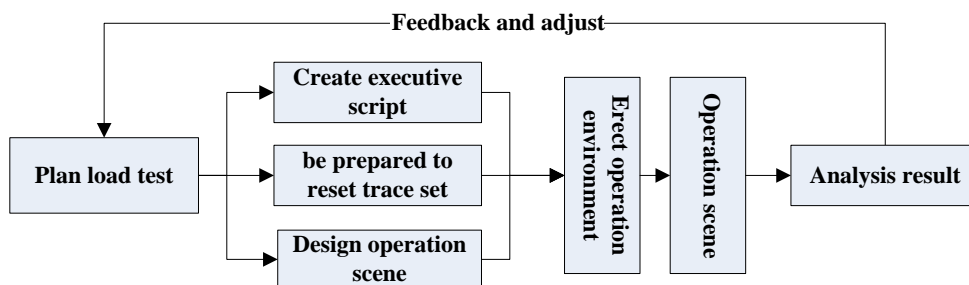 Feedback and adjust
Create executive
script
Plan load test
be prepared to
reset trace set
Design operation
scene
Erect operation
environment
Operation scene
Analysis result